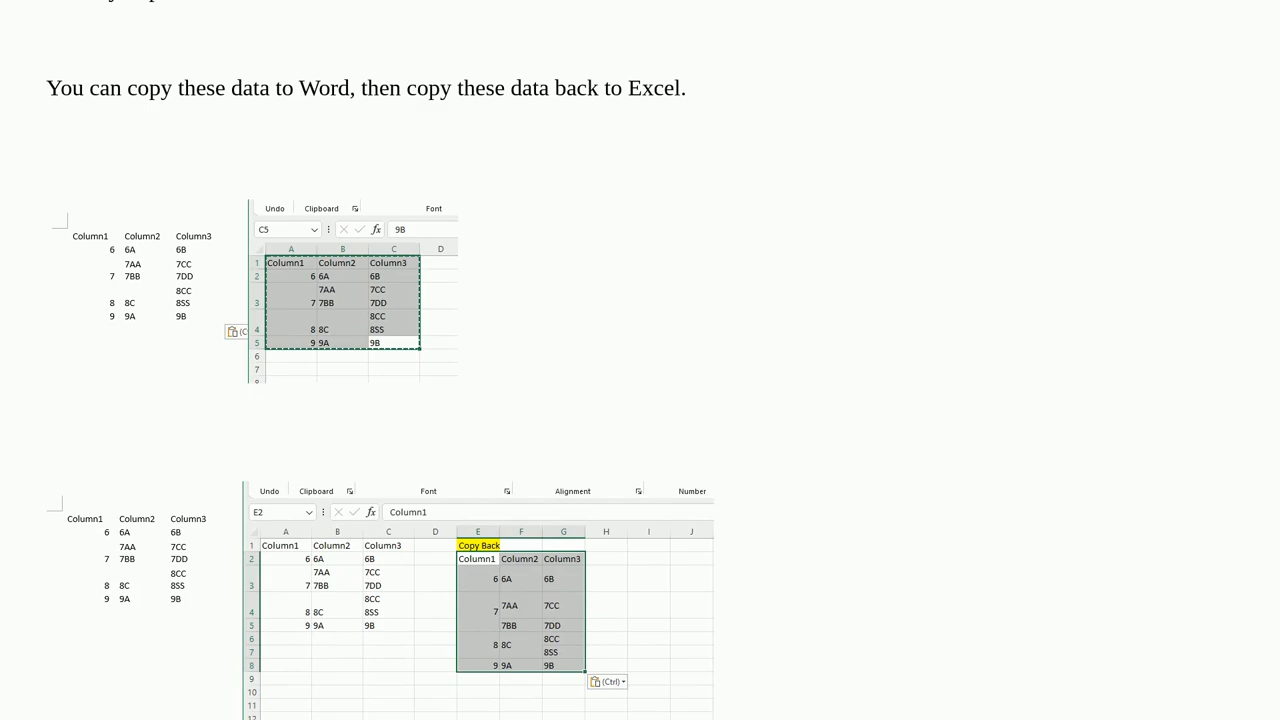 You can copy these data to Word, then copy these data back to Excel.
Undo Clipboard Font
C5 fx 9B
A B C D
Column1 Column2 Column3 1 Column1 Column2 Column3
6 6A 6B 2 6 6A 6B
7AA 7CC 7AA 7CC
7 7BB 7DD 3 7 7BB 7DD
8CC 8CC
8 8C 8SS 4 8 8C 8SS
9 9A 9B 5 9 9A 9B
6
7
8
Undo Clipboard Font Alignment Number
E2 fx Column1
A B C D E F G H I J
Column1 Column2 Column3 1 Column1 Column2 Column3 Copy Back
6 6A 6B 2 6 6A 6B Column1 Column2 Column3
7AA 7CC 7AA 7CC
7 7BB 7DD 3 7 7BB 7DD 6 6A 6B
8CC 8CC 7AA 7CC
8 8C 8SS 4 8 8C 8SS 7
9 9A 9B 5 9 9A 9B 7BB 7DD
6 8CC
7 8 8C 8SS
8 9 9A 9B
9 (Ctrl)
10
11
12